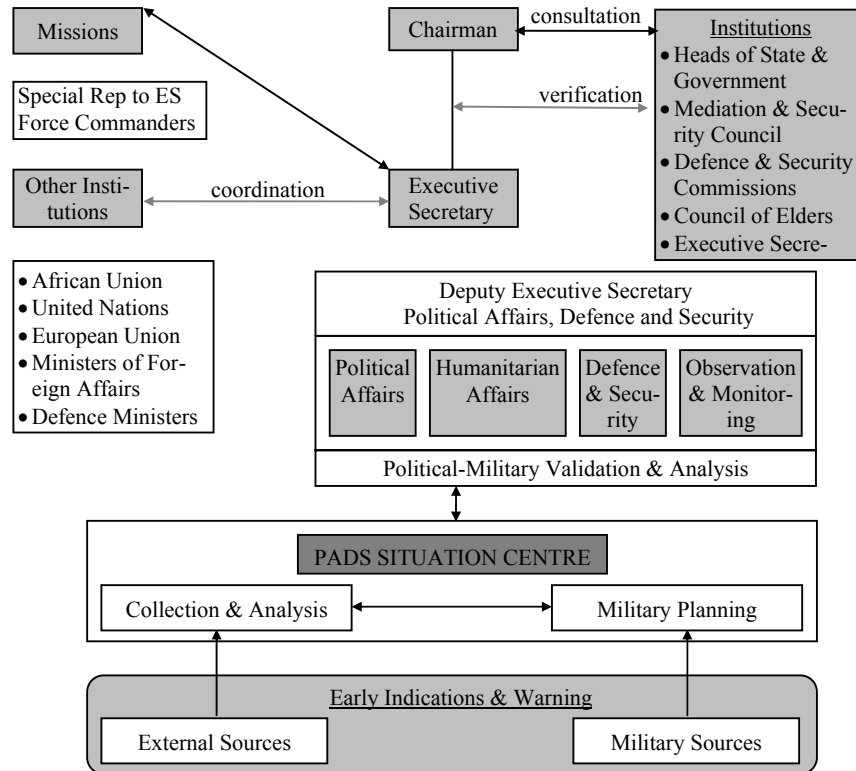 Missions
Chairman
consultation
Institutions
• Heads of State &
Government
• Mediation & Secu-
rity Council
• Defence & Security
Commissions
• Council of Elders
• Executive Secre-
verification
Special Rep to ES
Force Commanders
Other Insti-
tutions
coordination
Executive
Secretary
• African Union
• United Nations
• European Union
• Ministers of For-
eign Affairs
• Defence Ministers
Deputy Executive Secretary
Political Affairs, Defence and Security
Political
Affairs
Humanitarian
Affairs
Defence
& Secu-
rity
Observation
& Monitor-
ing
Political-Military Validation & Analysis
PADS SITUATION CENTRE
Collection & Analysis
Military Planning
Early Indications & Warning
External Sources
Military Sources